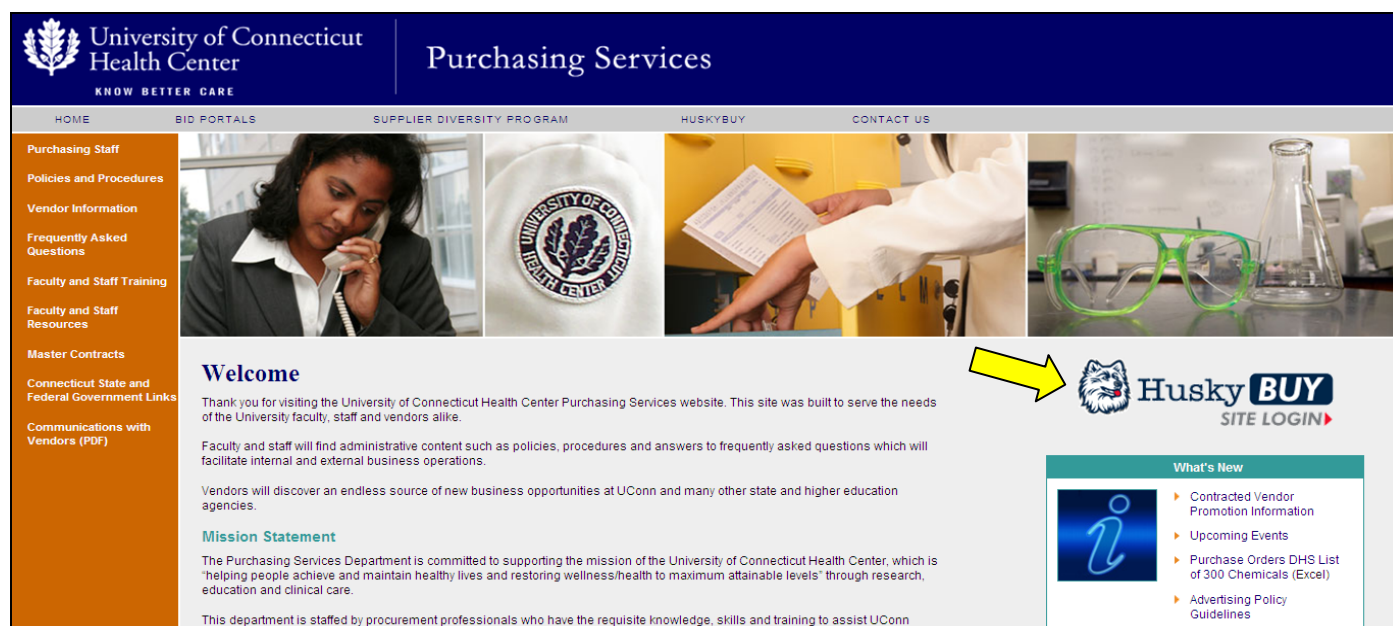 University of Connecticut
Health Center
KNOW BETTER CARE
Purchasing Services
HOME BID PORTALS SUPPLIER DIVERSITY PROGRAM HUSKYBUY CONTACT US
Purchasing Staff
Policies and Procedures
Vendor Information
Frequently Asked
Questions
Faculty and Staff Training
Faculty and Staff
Resources
Master Contracts
Connecticut State and
Federal Government Links
Communications with
Vendors (PDF)
UNIVERSITY OF CONNECTICUT
HEALTH CENTER
Welcome
Thank you for visiting the University of Connecticut Health Center Purchasing Services website. This site was built to serve the needs
of the University faculty, staff and vendors alike.
Faculty and staff will find administrative content such as policies, procedures and answers to frequently asked questions which will
facilitate internal and external business operations.
Vendors will discover an endless source of new business opportunities at UConn and many other state and higher education
agencies.
Mission Statement
The Purchasing Services Department is committed to supporting the mission of the University of Connecticut Health Center, which is
"helping people achieve and maintain healthy lives and restoring wellness/health to maximum attainable levels" through research,
education and clinical care.
This department is staffed by procurement professionals who have the requisite knowledge, skills and training to assist UConn
Husky BUY
SITE LOGIN
What's New
Contracted Vendor
Promotion Information
Upcoming Events
Purchase Orders DHS List
of 300 Chemicals (Excel)
Advertising Policy
Guidelines